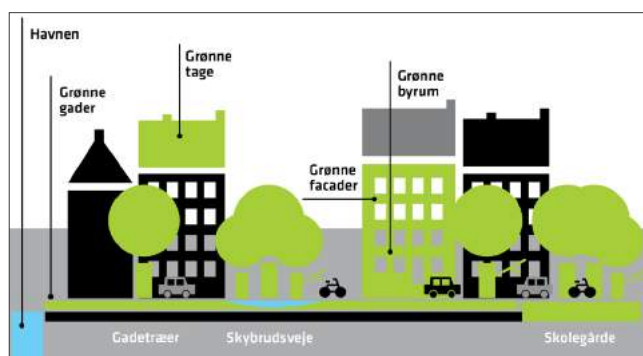 Havnen
Grønne
tage
Grønne
gader
Grønne
byrum
Grønne
facader
Gadetræer
Skybrudsveje
Skolegårde